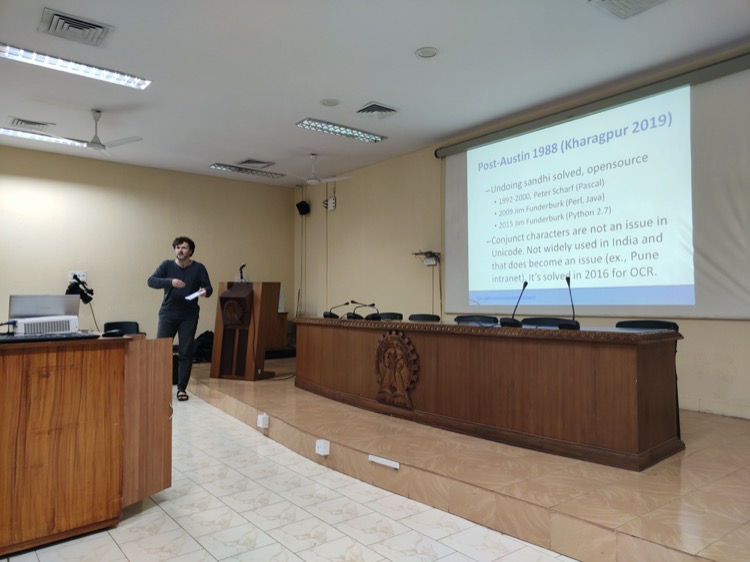 Post-Austin 1988 (Kharagpur 2019)
–Undoing sandhi solved, opensource
• 1992-2000, Peter Scharf (Pascal)
• 2009 Jim Funderburk (Perl, Java)
• 2015 Jim Funderburk (Python 2.7)
–Conjunct characters are not an issue in
Unicode. Not widely used in India and
that does become an issue (ex., Pune
intranet). It's solved in 2016 for OCR.